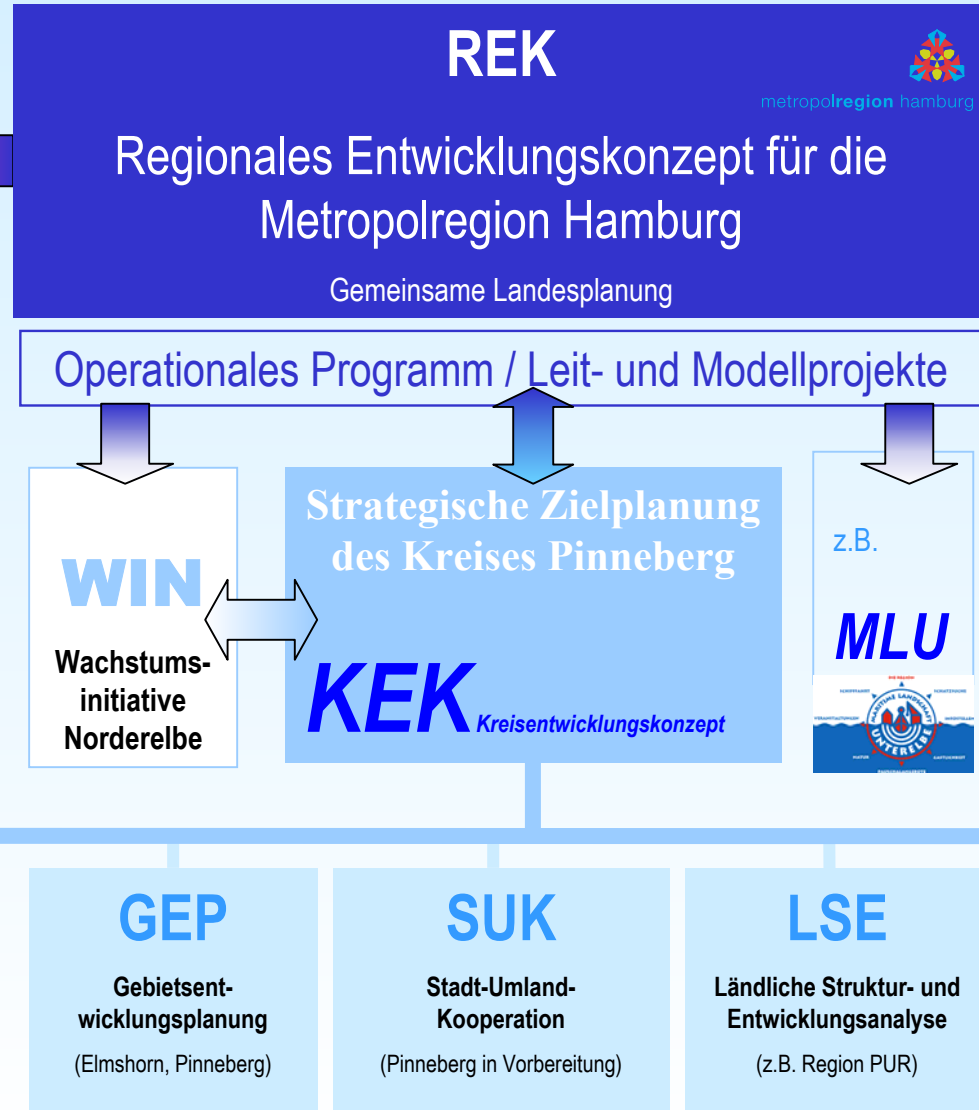 REK
metropolregion hamburg
Regionales Entwicklungskonzept für die
Metropolregion Hamburg
Gemeinsame Landesplanung
Operationales Programm / Leit- und Modellprojekte
WIN
Wachstums-
initiative
Norderelbe
Strategische Zielplanung
des Kreises Pinneberg
KEK Kreisentwicklungskonzept
z.B.
MLU
MARITIME LANDSCHAFT
UNTERELBE
GEP
Gebietsent-
wicklungsplanung
(Elmshorn, Pinneberg)
SUK
Stadt-Umland-
Kooperation
(Pinneberg in Vorbereitung)
LSE
Ländliche Struktur- und
Entwicklungsanalyse
(z.B. Region PUR)